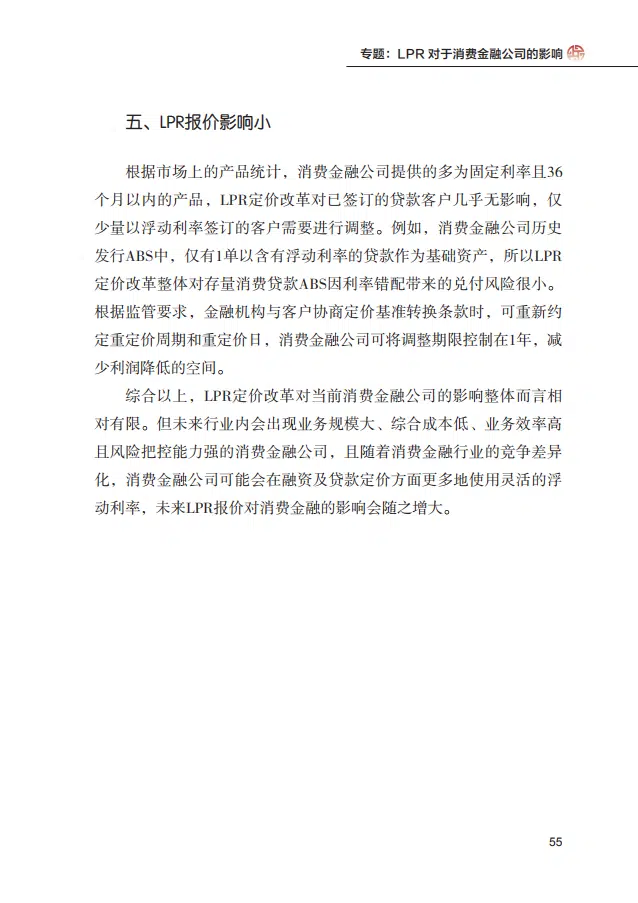 专题：LPR 对于消费金融公司的影响
五、LPR报价影响小
根据市场上的产品统计，消费金融公司提供的多为固定利率且36
个月以内的产品，LPR定价改革对已签订的贷款客户几乎无影响，仅
少量以浮动利率签订的客户需要进行调整。例如，消费金融公司历史
发行ABS中，仅有1单以含有浮动利率的贷款作为基础资产，所以LPR
定价改革整体对存量消费贷款ABS因利率错配带来的兑付风险很小。
根据监管要求，金融机构与客户协商定价基准转换条款时，可重新约
定重定价周期和重定价日，消费金融公司可将调整期限控制在1年，减
少利润降低的空间。
综合以上，LPR定价改革对当前消费金融公司的影响整体而言相
对有限。但未来行业内会出现业务规模大、综合成本低、业务效率高
且风险把控能力强的消费金融公司，且随着消费金融行业的竞争差异
化，消费金融公司可能会在融资及贷款定价方面更多地使用灵活的浮
动利率，未来LPR报价对消费金融的影响会随之增大。
55